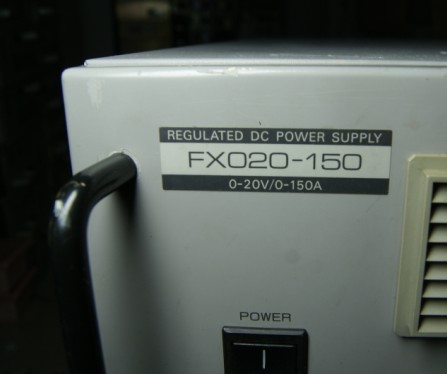 REGULATED DC POWER SUPPLY
FX020-150
0-20V/0-150A
POWER